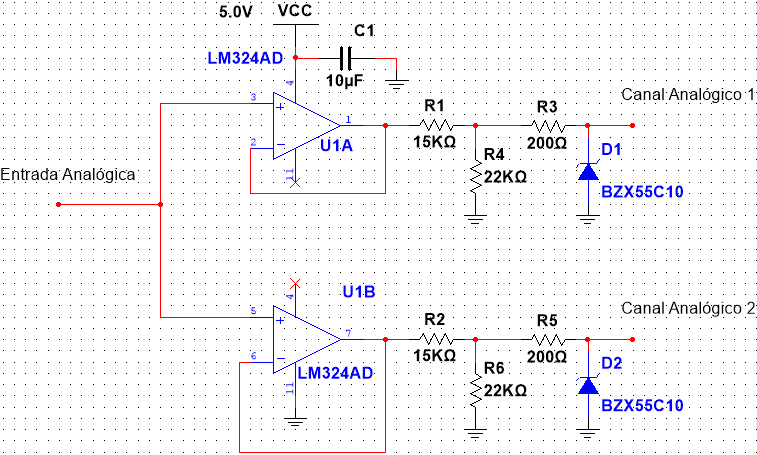 5.0V
VCC
C1
LM324AD
10µF
4
3
+
1
2
−
U1A
11
R1
15KΩ
R3
200Ω
Canal Analógico 1
R4
22KΩ
D1
BZX55C10
Entrada Analógica
4
U1B
5
+
7
6
−
LM324AD
11
R2
15KΩ
R5
200Ω
Canal Analógico 2
R6
22KΩ
D2
BZX55C10